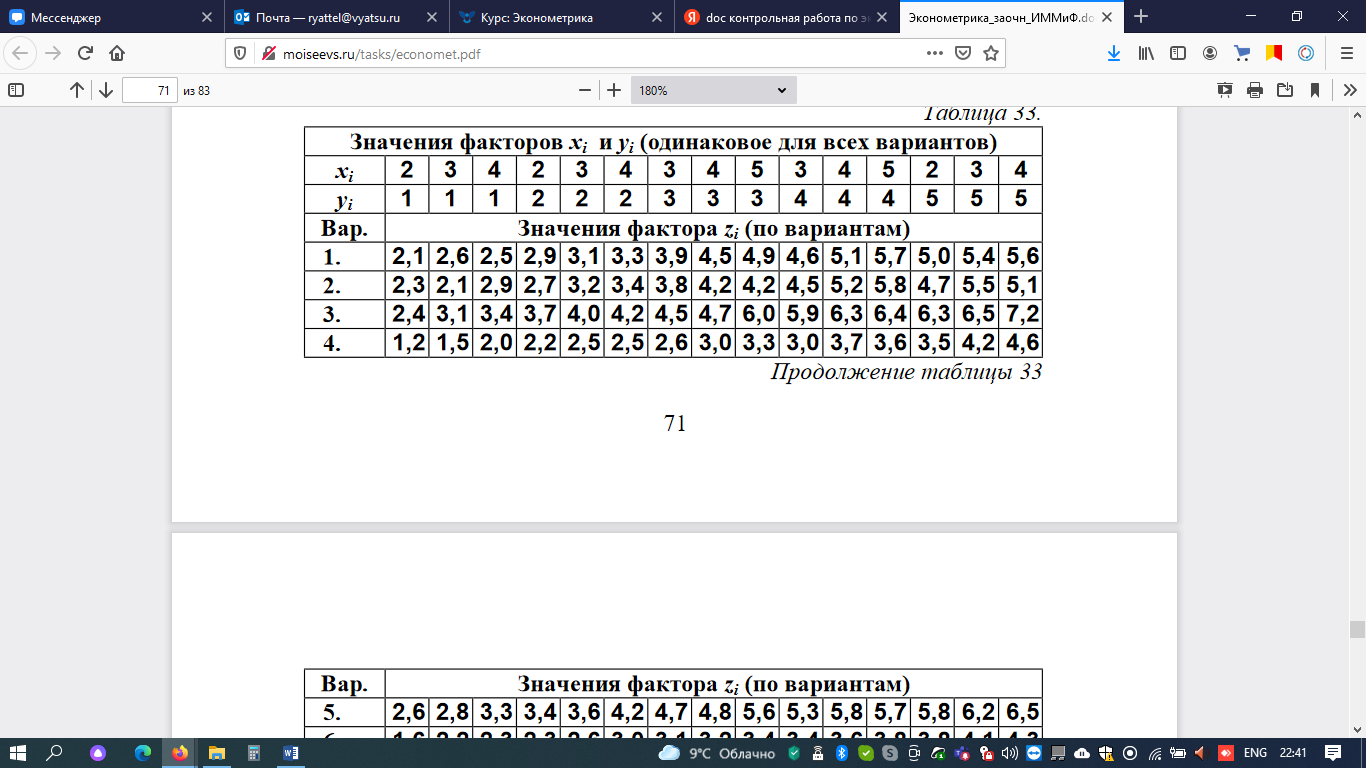 Мессенджер
Почта — ryattel@vyatsu.ru
Курс: Эконометрика
doc контрольная работа по эк
Эконометрика_заочн_ИММиФ.do
moiseevs.ru/tasks/economet.pdf
71 из 83
180%
Таблица 33.
Значения факторов xi и yi (одинаковое для всех вариантов)
xi 2 3 4 2 3 4 3 4 5 3 4 5 2 3 4
yi 1 1 1 2 2 2 3 3 3 4 4 4 5 5 5
Вар. Значения фактора zi (по вариантам)
1. 2,1 2,6 2,5 2,9 3,1 3,3 3,9 4,5 4,9 4,6 5,1 5,7 5,0 5,4 5,6
2. 2,3 2,1 2,9 2,7 3,2 3,4 3,8 4,2 4,2 4,5 5,2 5,8 4,7 5,5 5,1
3. 2,4 3,1 3,4 3,7 4,0 4,2 4,5 4,7 6,0 5,9 6,3 6,4 6,3 6,5 7,2
4. 1,2 1,5 2,0 2,2 2,5 2,5 2,6 3,0 3,3 3,0 3,7 3,6 3,5 4,2 4,6
Продолжение таблицы 33
71
Вар. Значения фактора zi (по вариантам)
5. 2,6 2,8 3,3 3,4 3,6 4,2 4,7 4,8 5,6 5,3 5,8 5,7 5,8 6,2 6,5
9°C Облачно
ENG
22:41